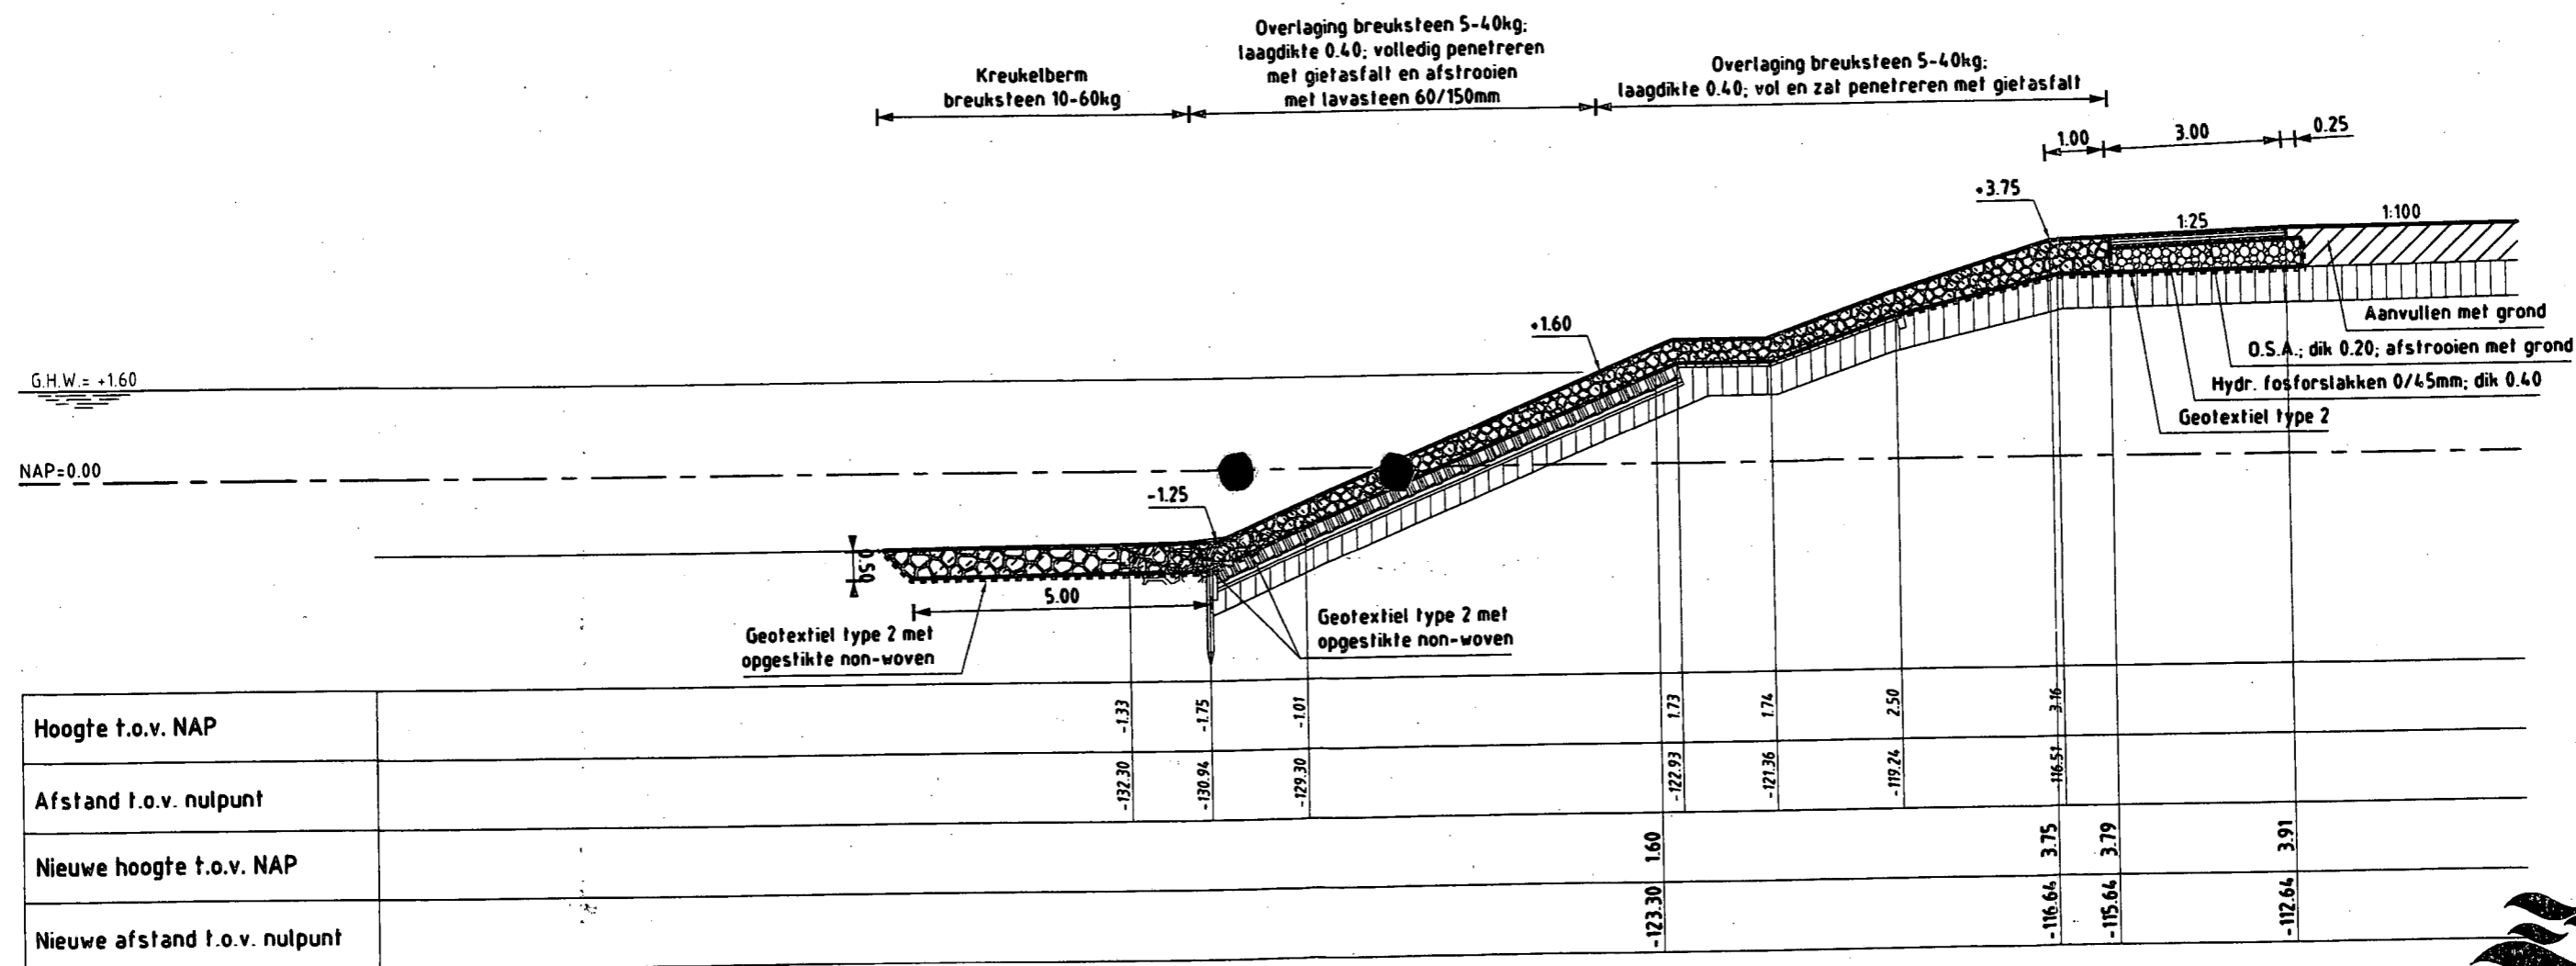 Overlaging breuksteen 5-40kg:
laagdikte 0.40; volledig penetreren
met gietasfalt en afstrooien
met lavasteen 60/150mm
Kreukelberm
breuksteen 10-60kg
Overlaging breuksteen 5-40kg:
laagdikte 0.40; vol en zat penetreren met gietasfalt
1.00
3.00
0.25
+3.75
1:25
1:100
+1.60
Aanvullen met grond
O.S.A.; dik 0.20; afstrooien met grond
Hydr. fosforslakken 0/45mm; dik 0.40
Geotextiel type 2
G.H.W.= +1.60
NAP=0.00
-1.25
0.50
5.00
Geotextiel type 2 met
opgestikte non-woven
Geotextiel type 2 met
opgestikte non-woven
Hoogte t.o.v. NAP
-1.33
-1.75
-1.01
1.73
1.74
2.50
3.16
Afstand t.o.v. nulpunt
-132.30
-130.94
-129.30
-122.93
-121.36
-119.24
-116.51
Nieuwe hoogte t.o.v. NAP
1.60
3.75
3.79
3.91
Nieuwe afstand t.o.v. nulpunt
-123.30
-116.64
-115.64
-112.64